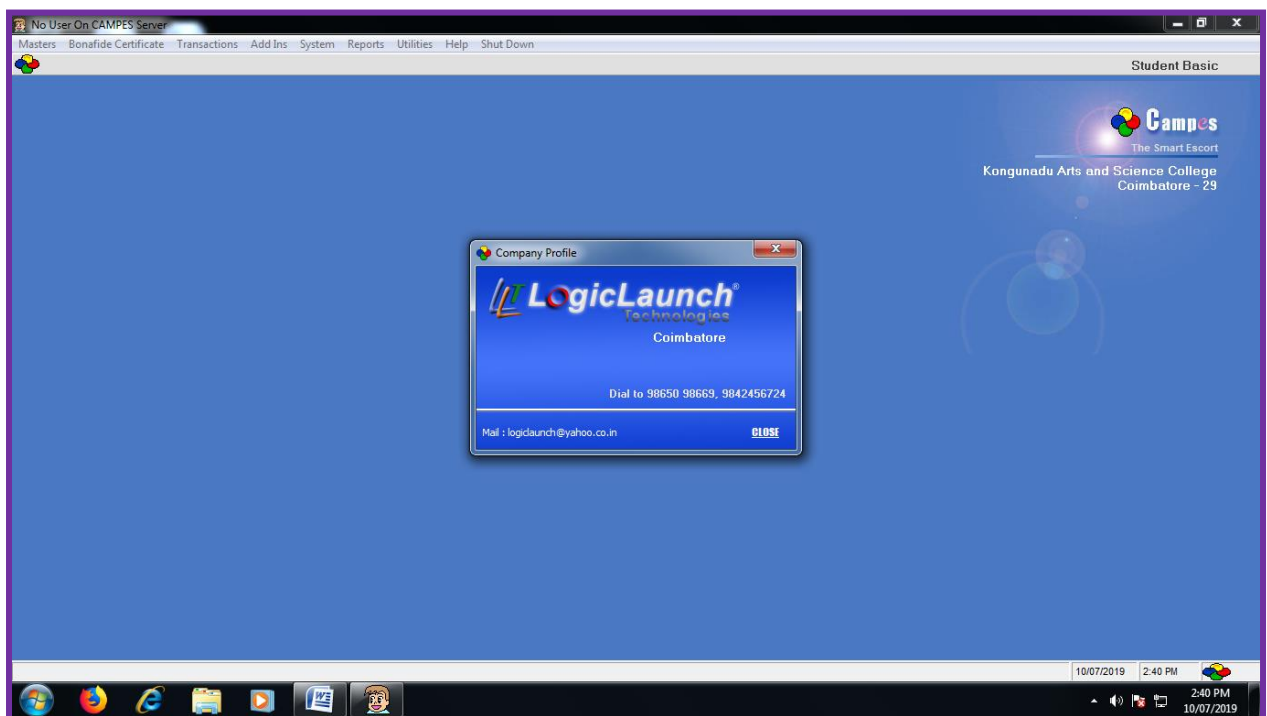 No User On CAMPES Server
Masters Bonafide Certificate Transactions Add Ins System Reports Utilities Help Shut Down
Student Basic
Campes
The Smart Escort
Kongunadu Arts and Science College
Coimbatore - 29
Company Profile
LLT LogicLaunch®
Technologies
Coimbatore
Dial to 98650 98669, 9842456724
Mail : logiclaunch@yahoo.co.in CLOSE
10/07/2019 2:40 PM
2:40 PM
10/07/2019